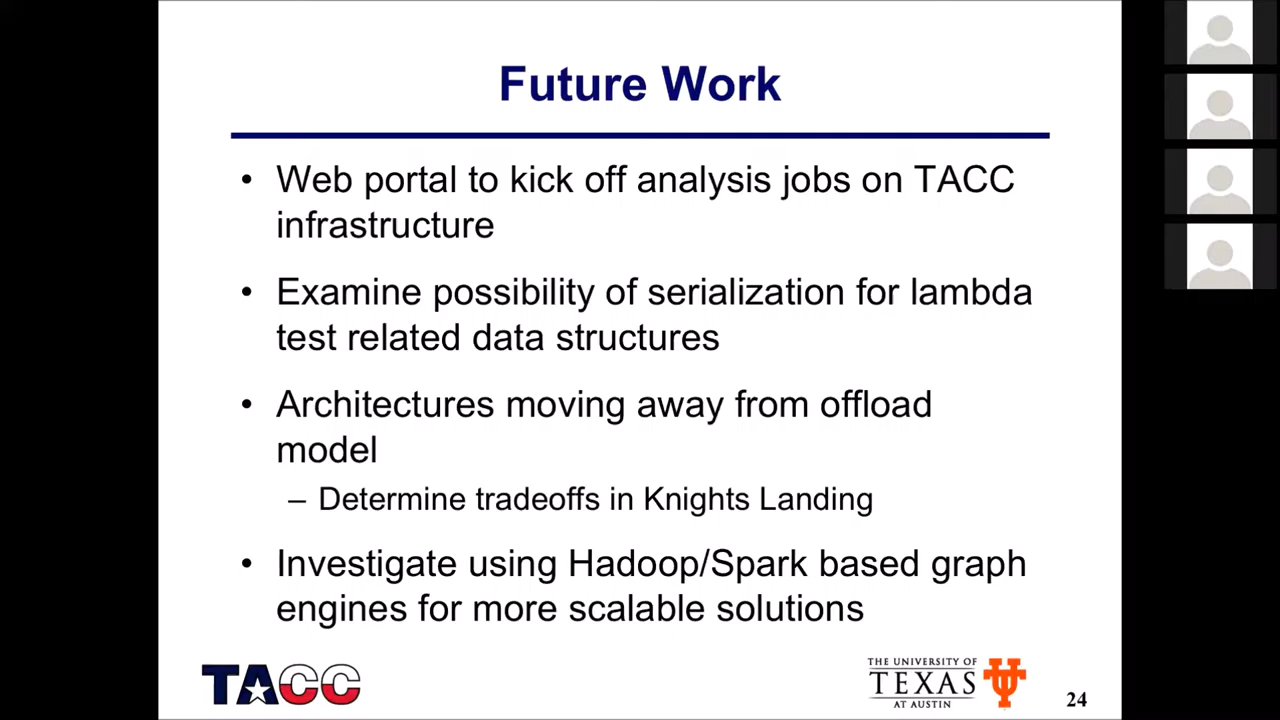 Future Work
• Web portal to kick off analysis jobs on TACC
infrastructure
• Examine possibility of serialization for lambda
test related data structures
• Architectures moving away from offload
model
– Determine tradeoffs in Knights Landing
• Investigate using Hadoop/Spark based graph
engines for more scalable solutions
TACC
THE UNIVERSITY OF
TEXAS
AT AUSTIN
24